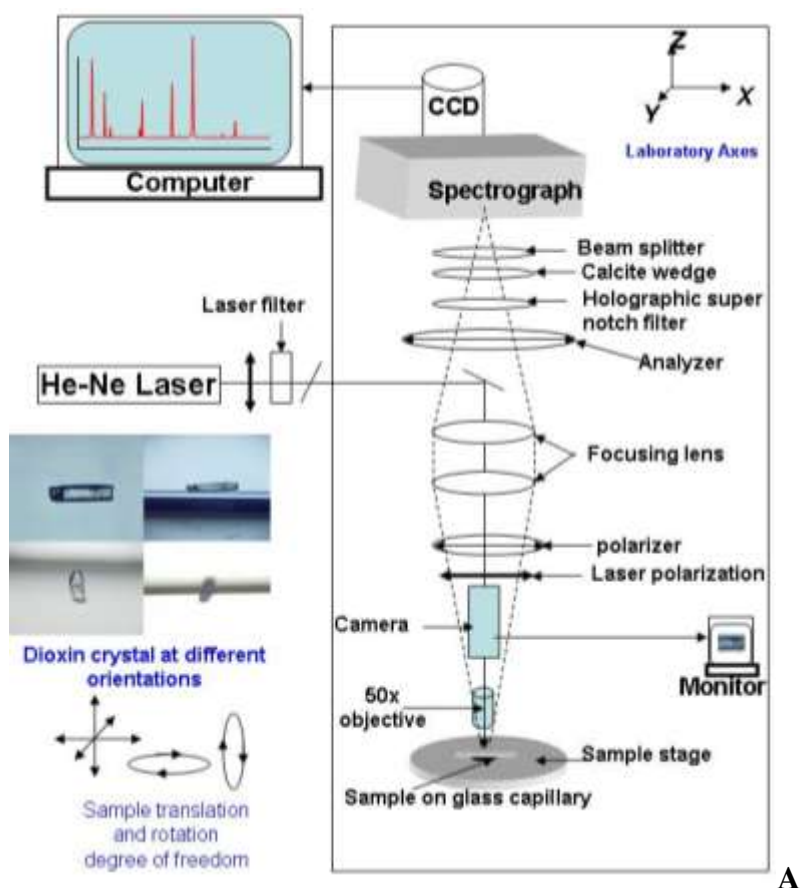 Z
CCD
X
Y
Laboratory Axes
Computer
Spectrograph
Beam splitter
Calcite wedge
Laser filter
Holographic super
notch filter
Analyzer
He-Ne Laser
Focusing lens
polarizer
Laser polarization
Camera
Dioxin crystal at different
orientations
Monitor
50x
objective
Sample stage
Sample on glass capillary
Sample translation
and rotation
degree of freedom
A